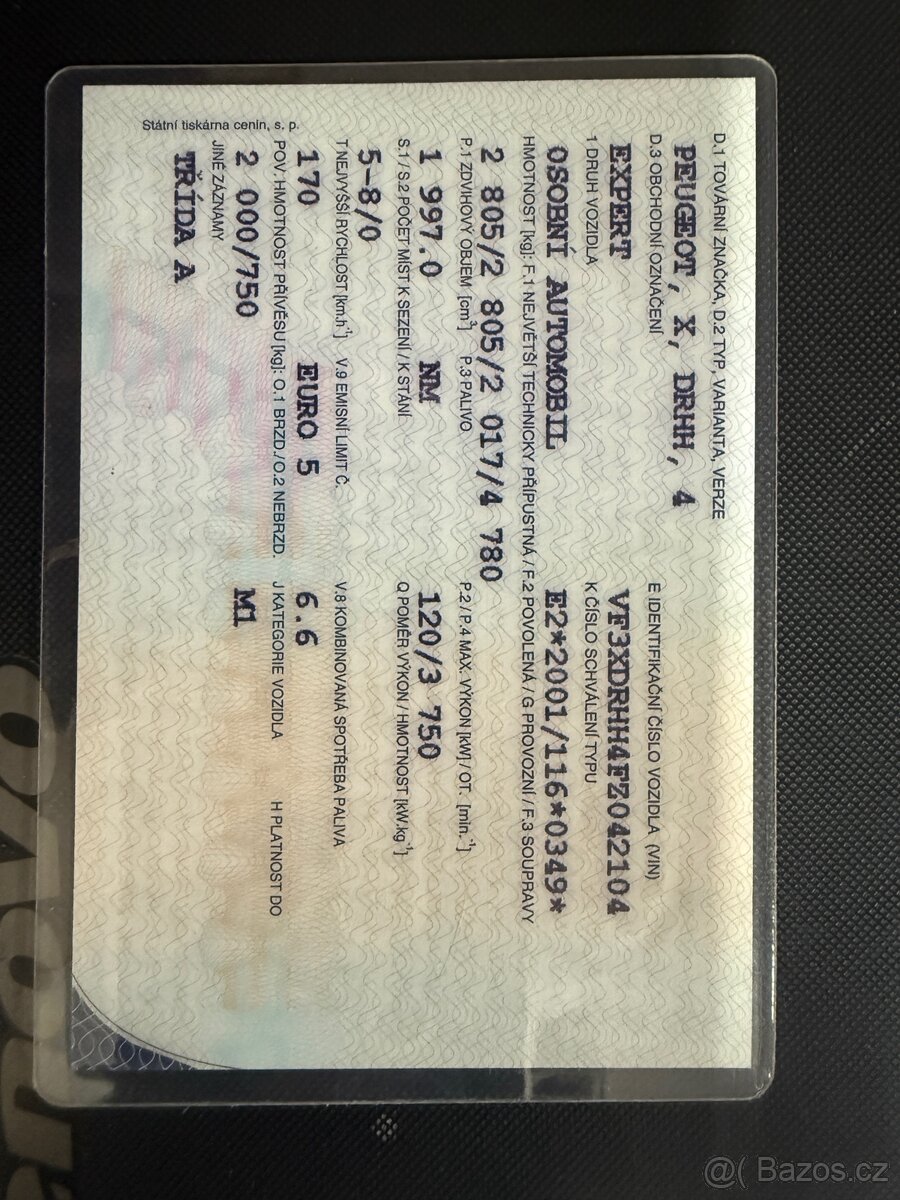 D.1 TOVÁRNÍ ZNAČKA, D.2 TYP, VARIANTA, VERZE
PEUGEOT, X, DRHH, 4
D.3 OBCHODNÍ OZNAČENÍ E IDENTIFIKAČNÍ ČÍSLO VOZIDLA (VIN)
EXPERT VF3XDRHH4FZ042104
1 DRUH VOZIDLA K ČÍSLO SCHVÁLENÍ TYPU
OSOBNÍ AUTOMOBIL E2*2001/116*0349*
HMOTNOST [kg]: F.1 NEJVĚTŠÍ TECHNICKY PŘÍPUSTNÁ / F.2 POVOLENÁ / G PROVOZNÍ / F.3 SOUPRAVY
2 805/2 805/2 017/4 780
P.1 ZDVIHOVÝ OBJEM [cm³] P.3 PALIVO P.2 / P.4 MAX. VÝKON [kW] / OT. [min.⁻¹]
1 997.0 NM 120/3 750
S.1 / S.2 POČET MÍST K SEZENÍ / K STÁNÍ Q POMĚR VÝKON / HMOTNOST [kW.kg⁻¹]
5-8/0
T NEJVYŠŠÍ RYCHLOST [km.h⁻¹] V.9 EMISNÍ LIMIT Č. V.8 KOMBINOVANÁ SPOTŘEBA PALIVA
170 EURO 5 6.6
POV. HMOTNOST PŘÍVĚSU [kg]: O.1 BRZD./O.2 NEBRZD. J KATEGORIE VOZIDLA H PLATNOST DO
2 000/750 M1
JINÉ ZÁZNAMY
TŘÍDA A
Státní tiskárna cenin, s. p.
@( Bazos.cz